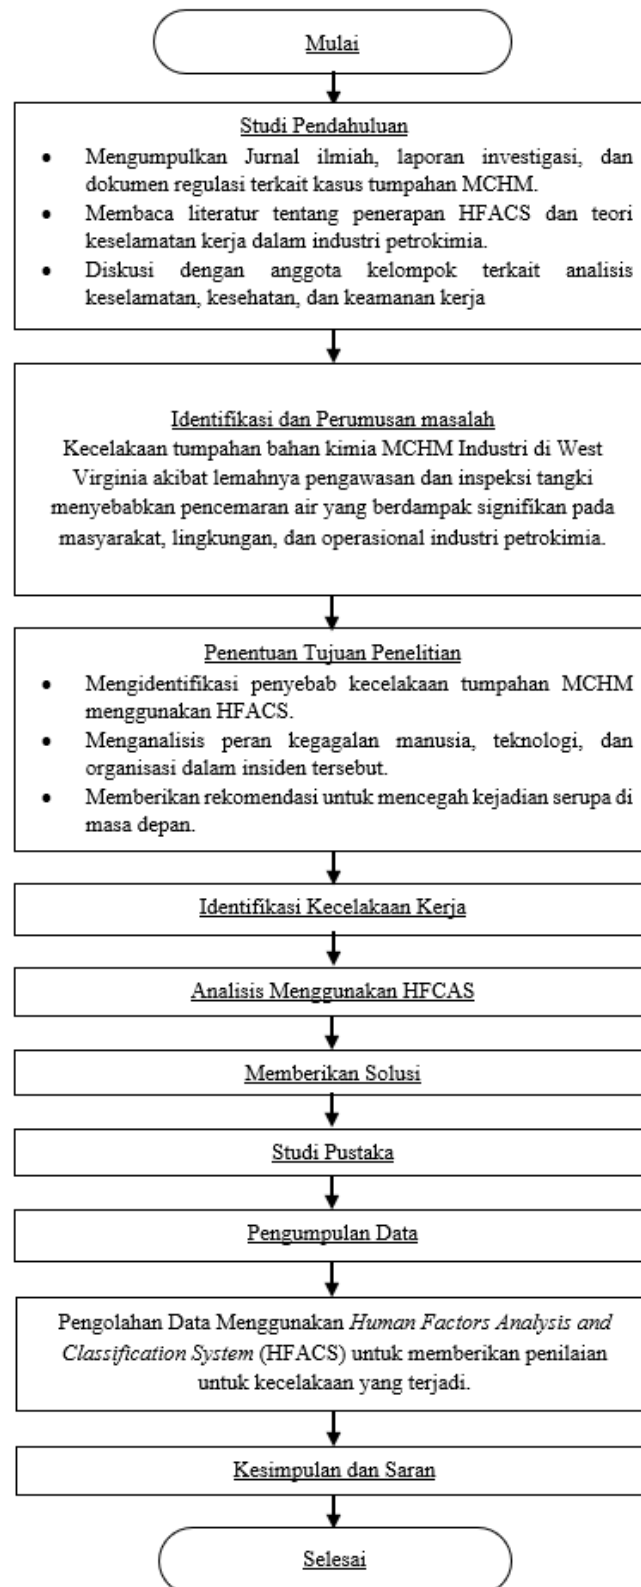 Mulai
Studi Pendahuluan
• Mengumpulkan Jurnal ilmiah, laporan investigasi, dan
dokumen regulasi terkait kasus tumpahan MCHM.
• Membaca literatur tentang penerapan HFACS dan teori
keselamatan kerja dalam industri petrokimia.
• Diskusi dengan anggota kelompok terkait analisis
keselamatan, kesehatan, dan keamanan kerja
Identifikasi dan Perumusan masalah
Kecelakaan tumpahan bahan kimia MCHM Industri di West
Virginia akibat lemahnya pengawasan dan inspeksi tangki
menyebabkan pencemaran air yang berdampak signifikan pada
masyarakat, lingkungan, dan operasional industri petrokimia.
Penentuan Tujuan Penelitian
• Mengidentifikasi penyebab kecelakaan tumpahan MCHM
menggunakan HFACS.
• Menganalisis peran kegagalan manusia, teknologi, dan
organisasi dalam insiden tersebut.
• Memberikan rekomendasi untuk mencegah kejadian serupa di
masa depan.
Identifikasi Kecelakaan Kerja
Analisis Menggunakan HFCAS
Memberikan Solusi
Studi Pustaka
Pengumpulan Data
Pengolahan Data Menggunakan Human Factors Analysis and
Classification System (HFACS) untuk memberikan penilaian
untuk kecelakaan yang terjadi.
Kesimpulan dan Saran
Selesai